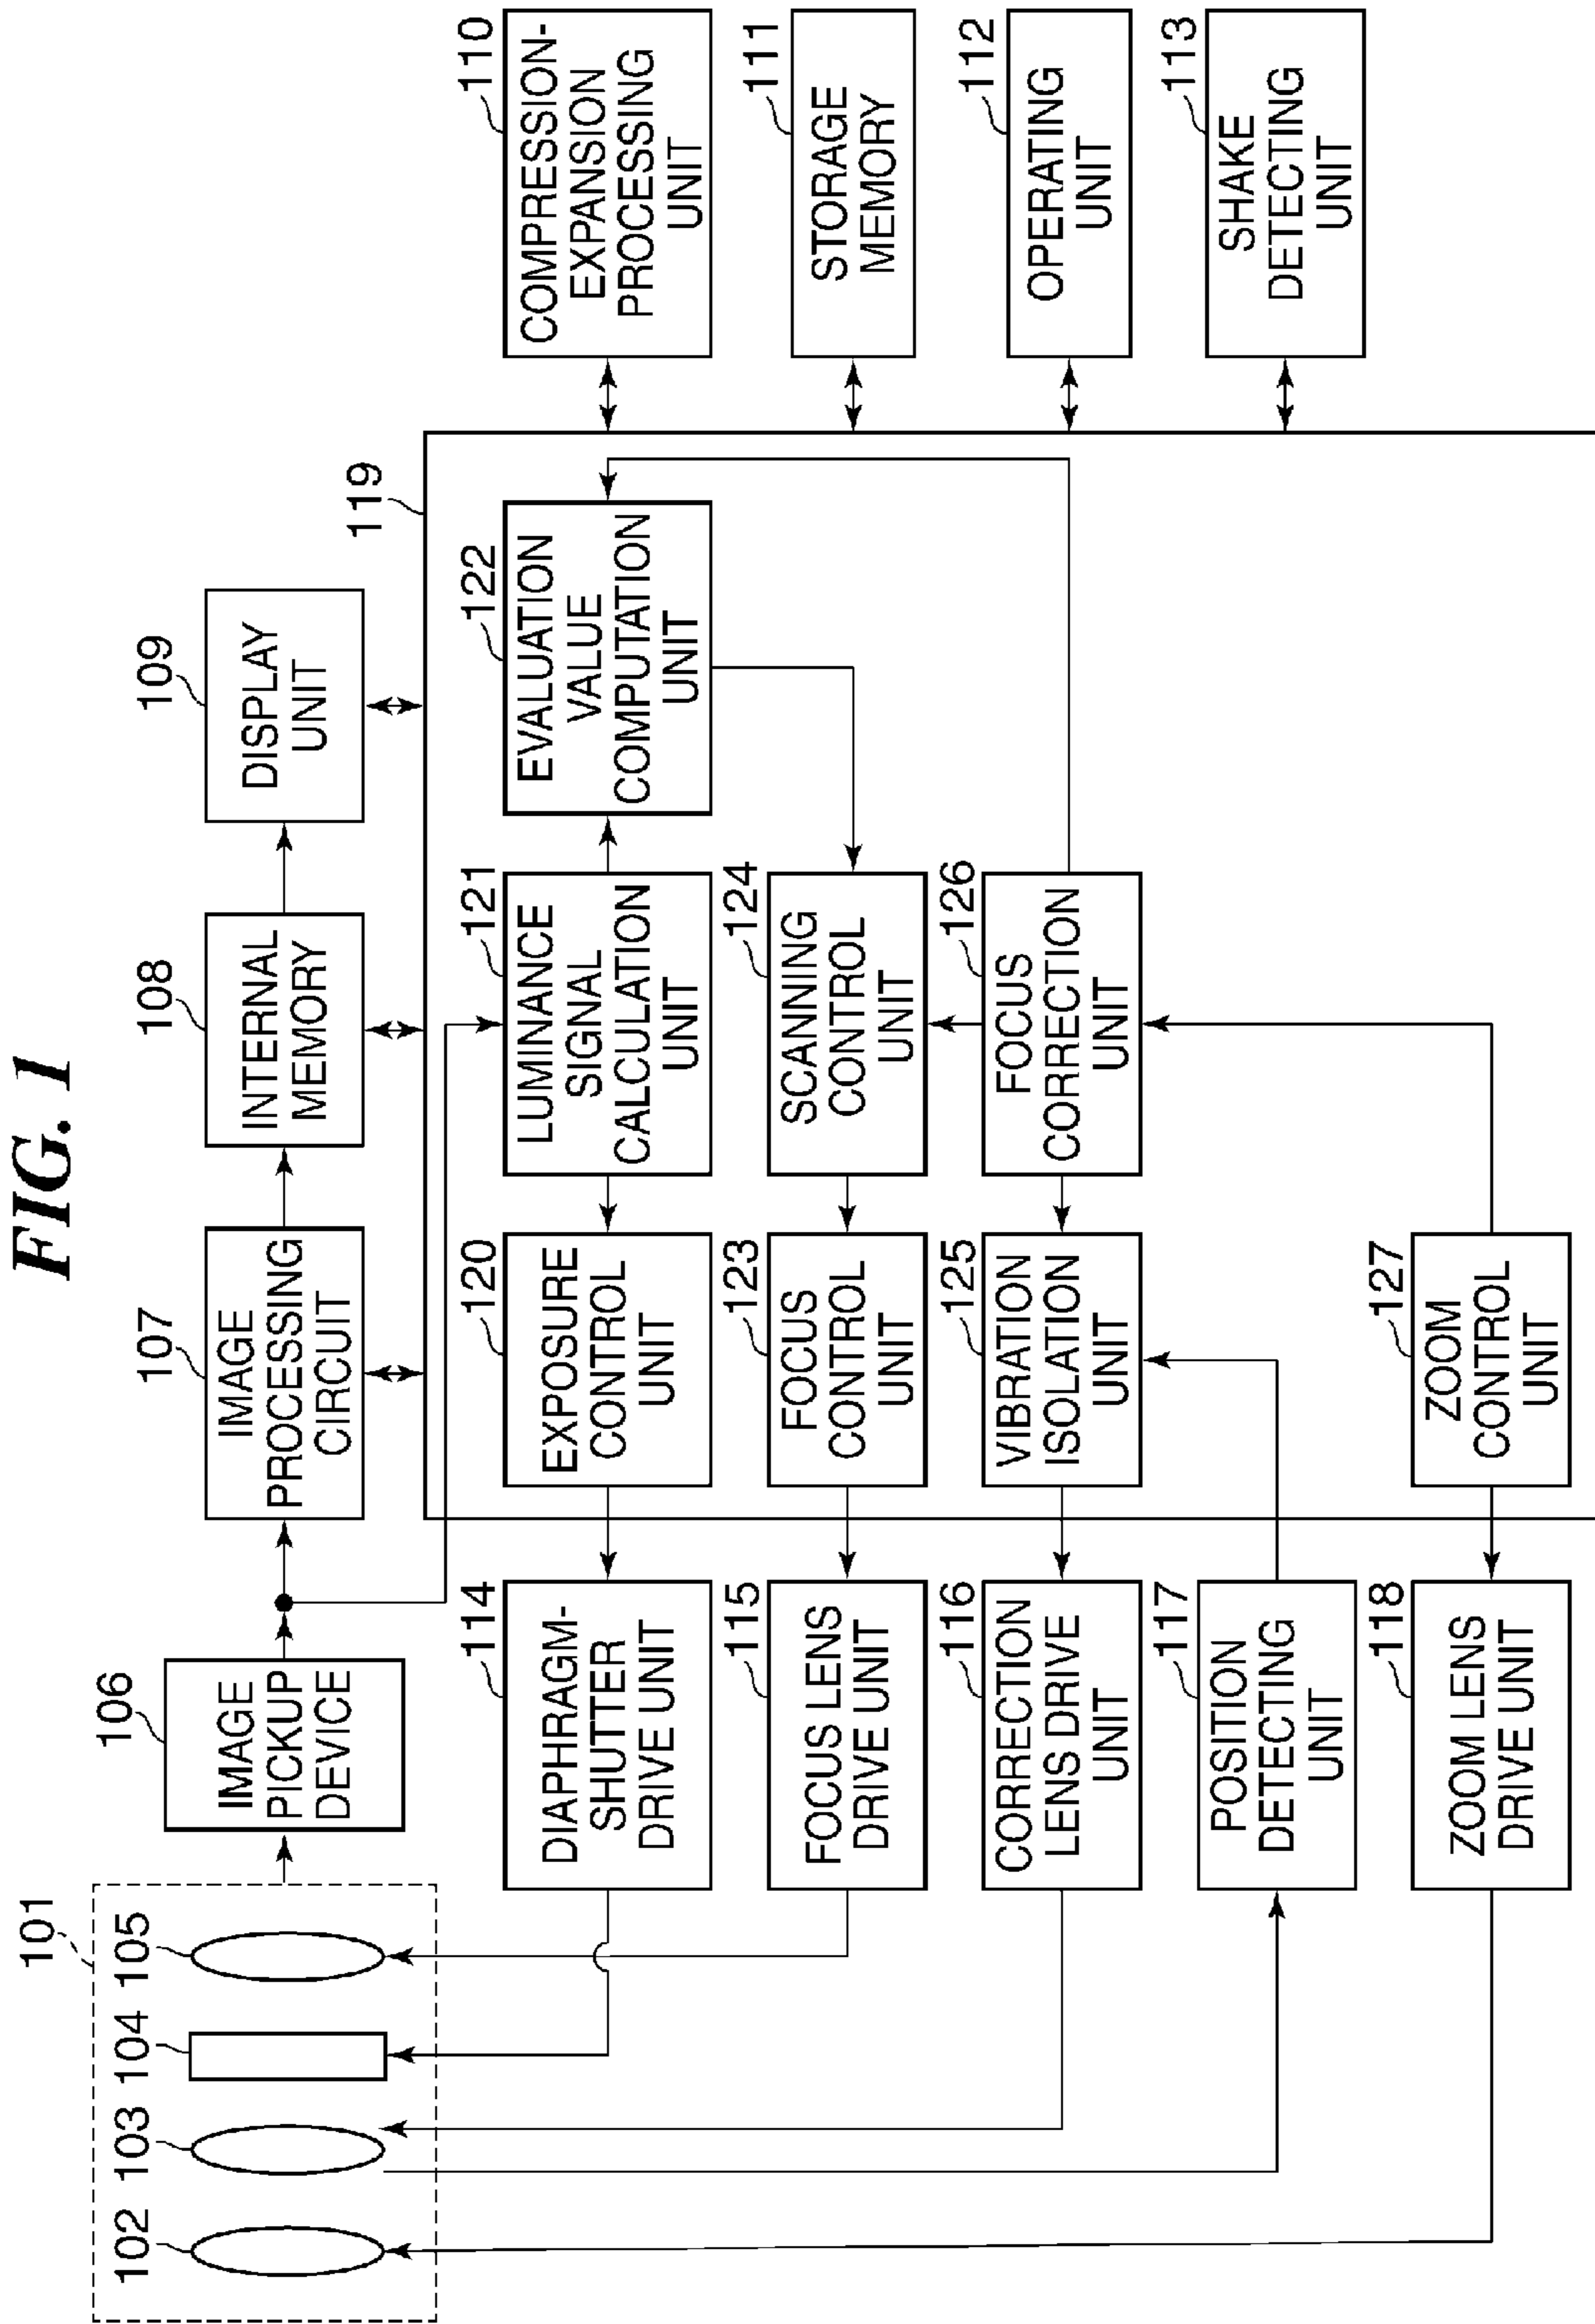 FIG. 1
101
102
103
104
105
106
IMAGE
PICKUP
DEVICE
107
IMAGE
PROCESSING
CIRCUIT
108
INTERNAL
MEMORY
109
DISPLAY
UNIT
119
114
DIAPHRAGM-
SHUTTER
DRIVE UNIT
120
EXPOSURE
CONTROL
UNIT
121
LUMINANCE
SIGNAL
CALCULATION
UNIT
122
EVALUATION
VALUE
COMPUTATION
UNIT
110
COMPRESSION-
EXPANSION
PROCESSING
UNIT
115
FOCUS LENS
DRIVE UNIT
123
FOCUS
CONTROL
UNIT
124
SCANNING
CONTROL
UNIT
111
STORAGE
MEMORY
116
CORRECTION
LENS DRIVE
UNIT
125
VIBRATION
ISOLATION
UNIT
126
FOCUS
CORRECTION
UNIT
112
OPERATING
UNIT
117
POSITION
DETECTING
UNIT
113
SHAKE
DETECTING
UNIT
118
ZOOM LENS
DRIVE UNIT
127
ZOOM
CONTROL
UNIT